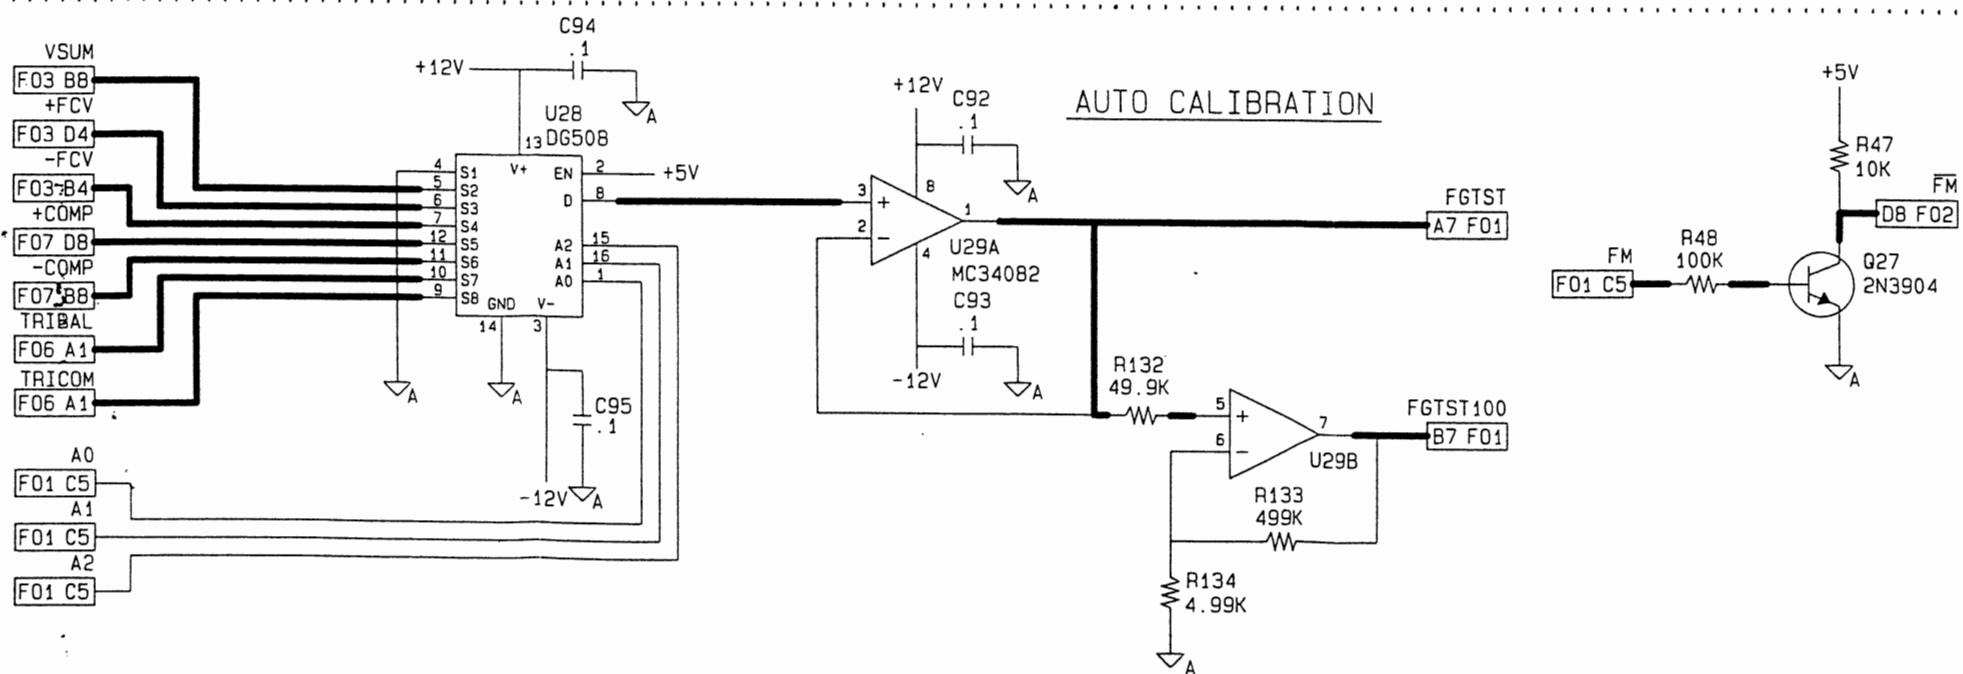 VSUM
F03 B8
+FCV
F03 D4
-FCV
F03 B4
+COMP
F07 D8
-COMP
F07 B8
TRIBAL
F06 A1
TRICOM
F06 A1
A0
F01 C5
A1
F01 C5
A2
F01 C5
C94
.1
+12V
A
U28
DG508
13
V+
4 S1
5 S2
6 S3
7 S4
12 S5
11 S6
10 S7
9 S8
EN 2
+5V
D 8
A2 15
A1 16
A0 1
GND V-
14 3
A
A
C95
.1
-12V
A
AUTO CALIBRATION
+12V
C92
.1
A
3
+
8
1
2
-
4
U29A
MC34082
C93
.1
-12V
A
FGTST
A7 F01
R132
49.9K
5
+
7
6
-
U29B
FGTST100
B7 F01
R133
499K
R134
4.99K
A
+5V
R47
10K
FM
D8 F02
FM
F01 C5
R48
100K
Q27
2N3904
A